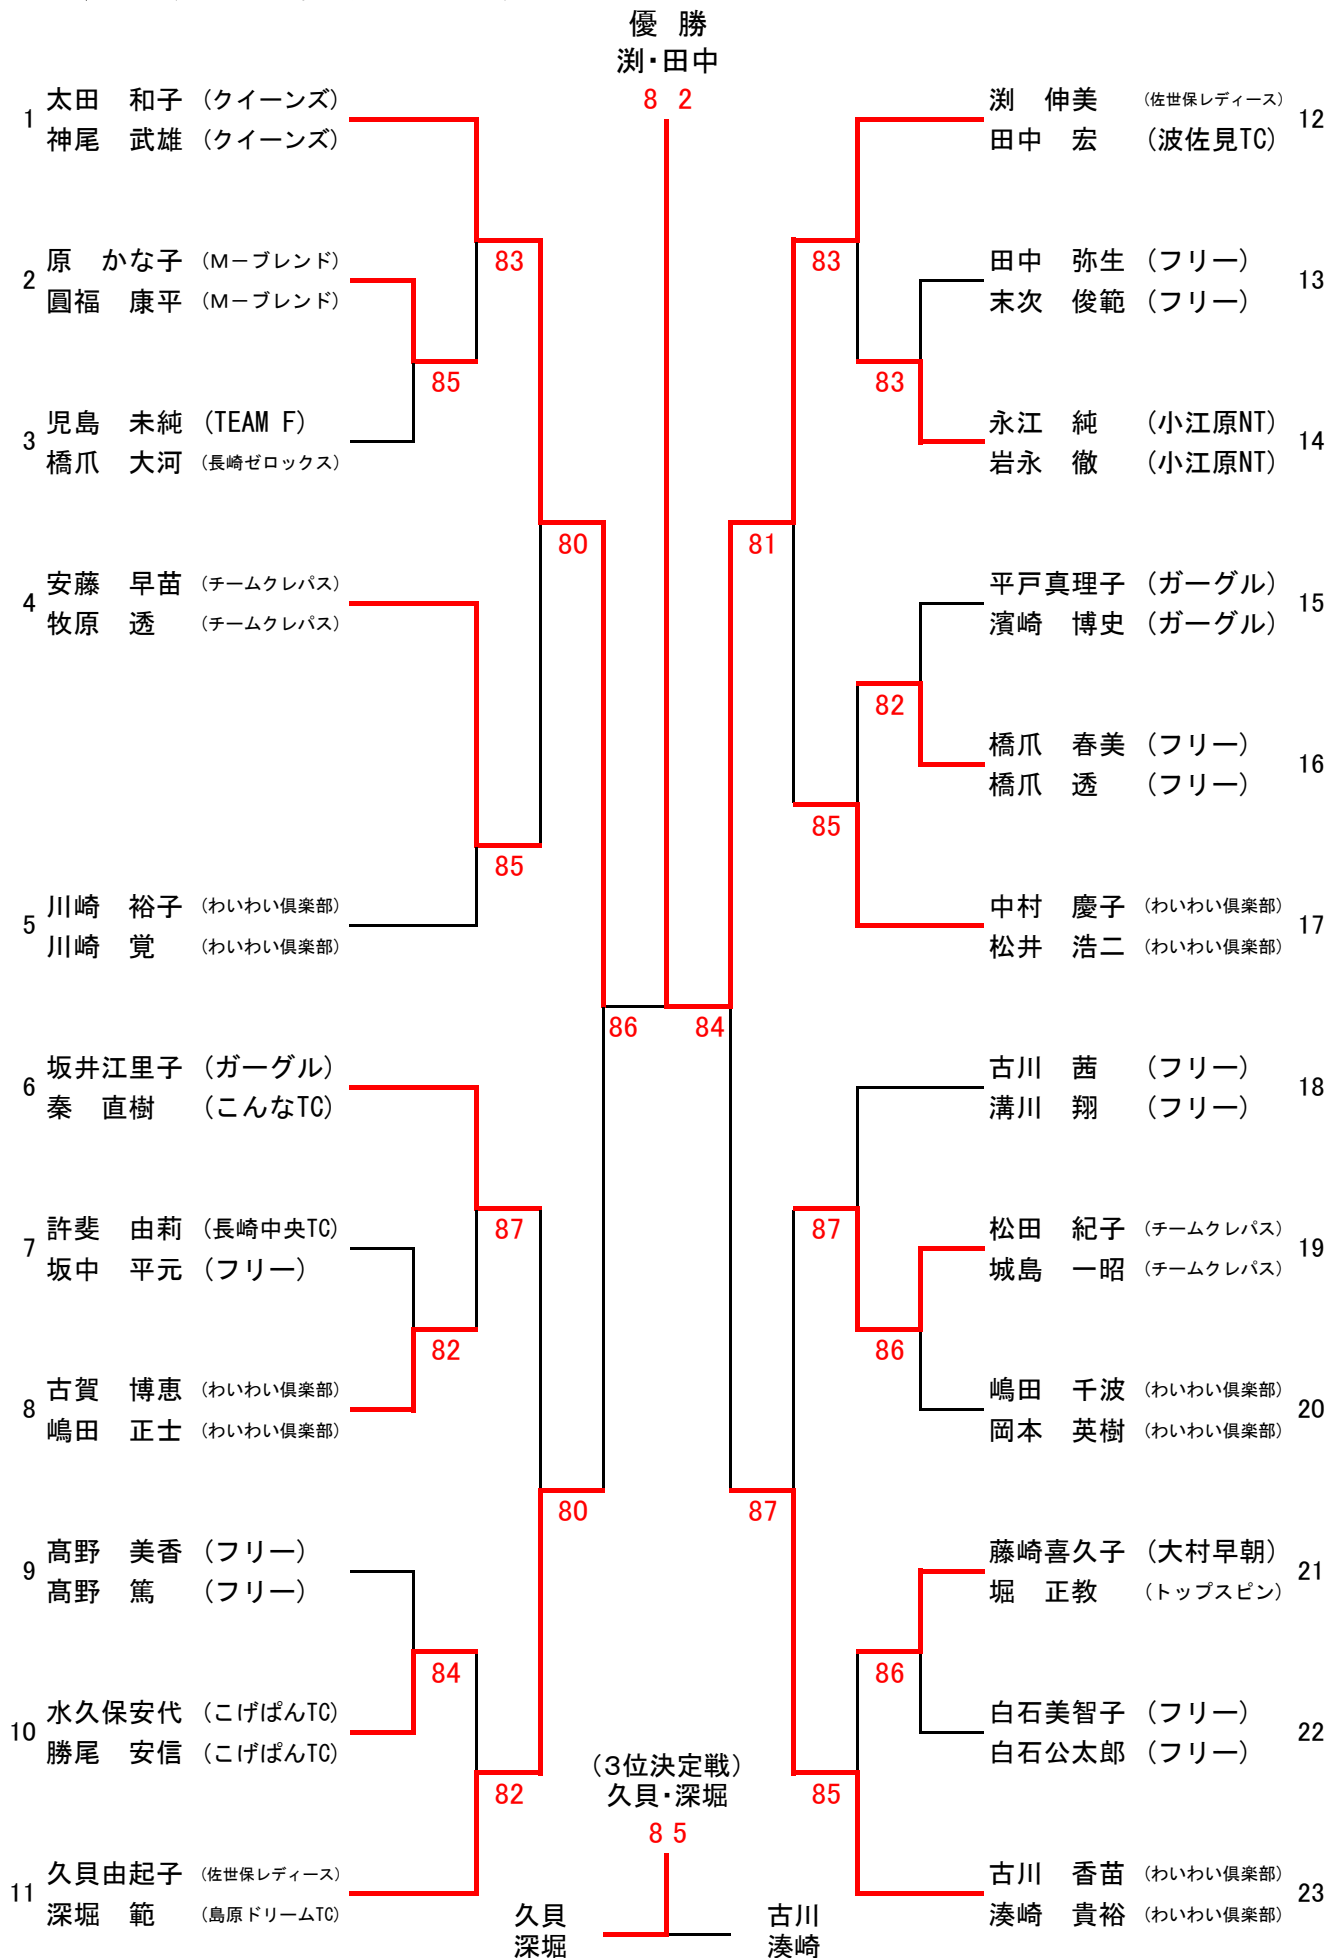 優 勝
渕・田中
8 2
1
太田 和子 (クイーンズ)
神尾 武雄 (クイーンズ)
2
原 かな子 (M－ブレンド)
圓福 康平 (M－ブレンド)
3
児島 未純 (TEAM F)
橋爪 大河 (長崎ゼロックス)
4
安藤 早苗 (チームクレパス)
牧原 透 (チームクレパス)
5
川崎 裕子 (わいわい倶楽部)
川崎 覚 (わいわい倶楽部)
6
坂井江里子 (ガーグル)
秦 直樹 (こんなTC)
7
許斐 由莉 (長崎中央TC)
坂中 平元 (フリー)
8
古賀 博恵 (わいわい倶楽部)
嶋田 正士 (わいわい倶楽部)
9
髙野 美香 (フリー)
髙野 篤 (フリー)
10
水久保安代 (こげぱんTC)
勝尾 安信 (こげぱんTC)
11
久貝由起子 (佐世保レディース)
深堀 範 (島原ドリームTC)
83
85
80
85
86
87
82
80
84
82
12
渕 伸美 (佐世保レディース)
田中 宏 (波佐見TC)
13
田中 弥生 (フリー)
末次 俊範 (フリー)
14
永江 純 (小江原NT)
岩永 徹 (小江原NT)
15
平戸真理子 (ガーグル)
濱崎 博史 (ガーグル)
16
橋爪 春美 (フリー)
橋爪 透 (フリー)
17
中村 慶子 (わいわい倶楽部)
松井 浩二 (わいわい倶楽部)
18
古川 茜 (フリー)
溝川 翔 (フリー)
19
松田 紀子 (チームクレパス)
城島 一昭 (チームクレパス)
20
嶋田 千波 (わいわい倶楽部)
岡本 英樹 (わいわい倶楽部)
21
藤崎喜久子 (大村早朝)
堀 正教 (トップスピン)
22
白石美智子 (フリー)
白石公太郎 (フリー)
23
古川 香苗 (わいわい倶楽部)
湊崎 貴裕 (わいわい倶楽部)
83
83
81
82
85
84
87
86
87
86
85
(3位決定戦)
久貝・深堀
8 5
久貝
深堀
古川
湊崎